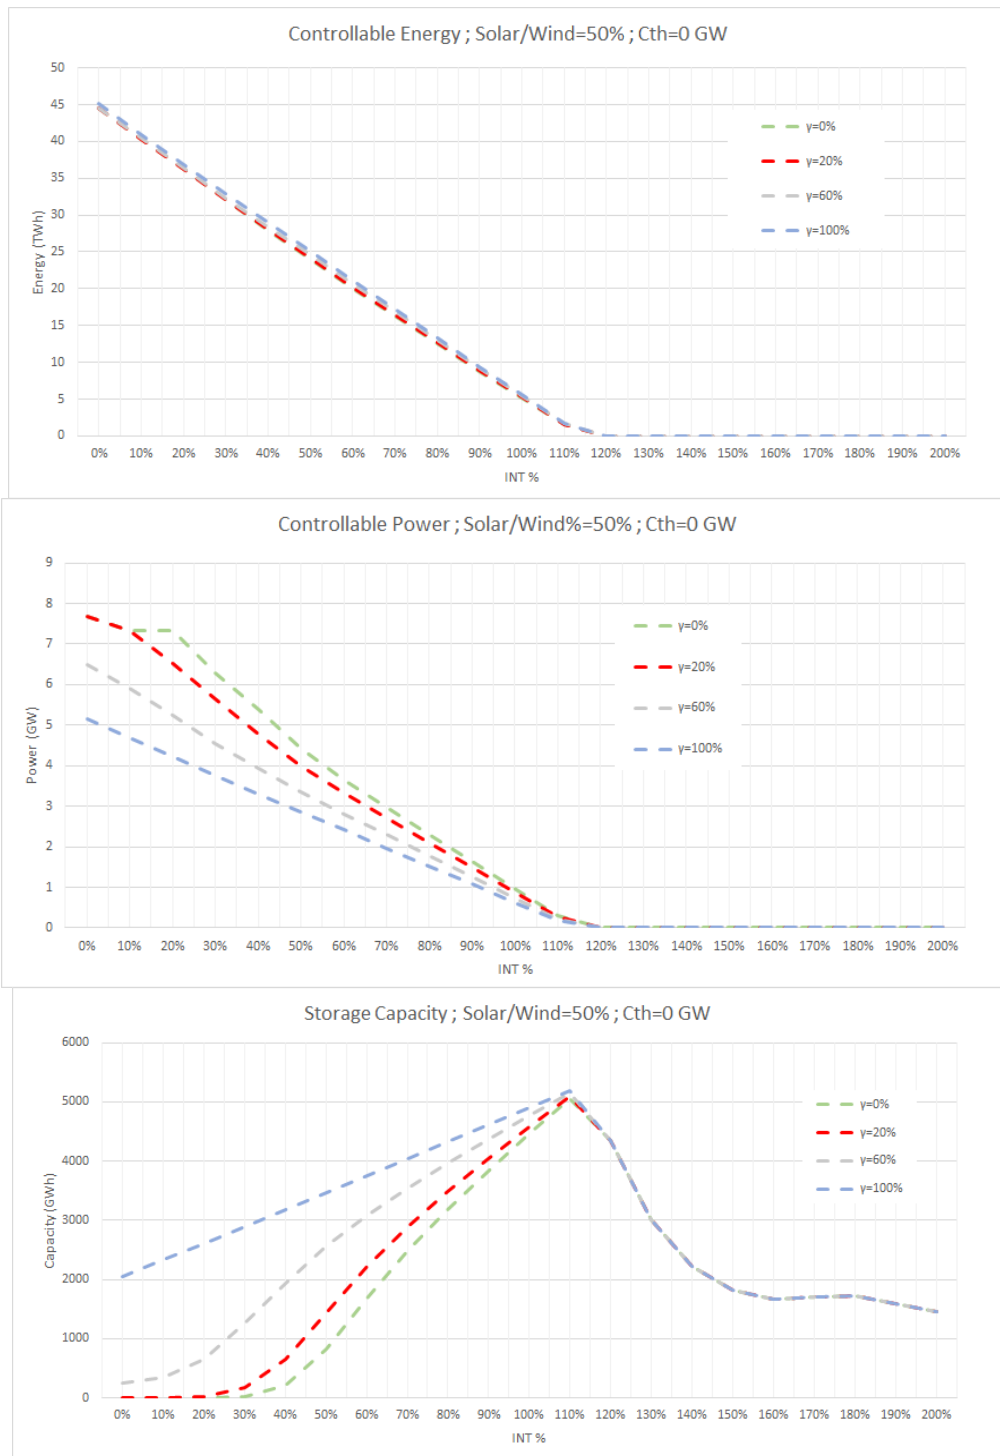 Controllable Energy ; Solar/Wind=50% ; Cth=0 GW
50
45
40
35
30
25
20
15
10
5
0
Energy (TWh)
γ=0%
γ=20%
γ=60%
γ=100%
0% 10% 20% 30% 40% 50% 60% 70% 80% 90% 100% 110% 120% 130% 140% 150% 160% 170% 180% 190% 200%
INT %
Controllable Power ; Solar/Wind%=50% ; Cth=0 GW
9
8
7
6
5
4
3
2
1
0
Power (GW)
γ=0%
γ=20%
γ=60%
γ=100%
0% 10% 20% 30% 40% 50% 60% 70% 80% 90% 100% 110% 120% 130% 140% 150% 160% 170% 180% 190% 200%
INT %
Storage Capacity ; Solar/Wind=50% ; Cth=0 GW
6000
5000
4000
3000
2000
1000
0
Capacity (GWh)
γ=0%
γ=20%
γ=60%
γ=100%
0% 10% 20% 30% 40% 50% 60% 70% 80% 90% 100% 110% 120% 130% 140% 150% 160% 170% 180% 190% 200%
INT %